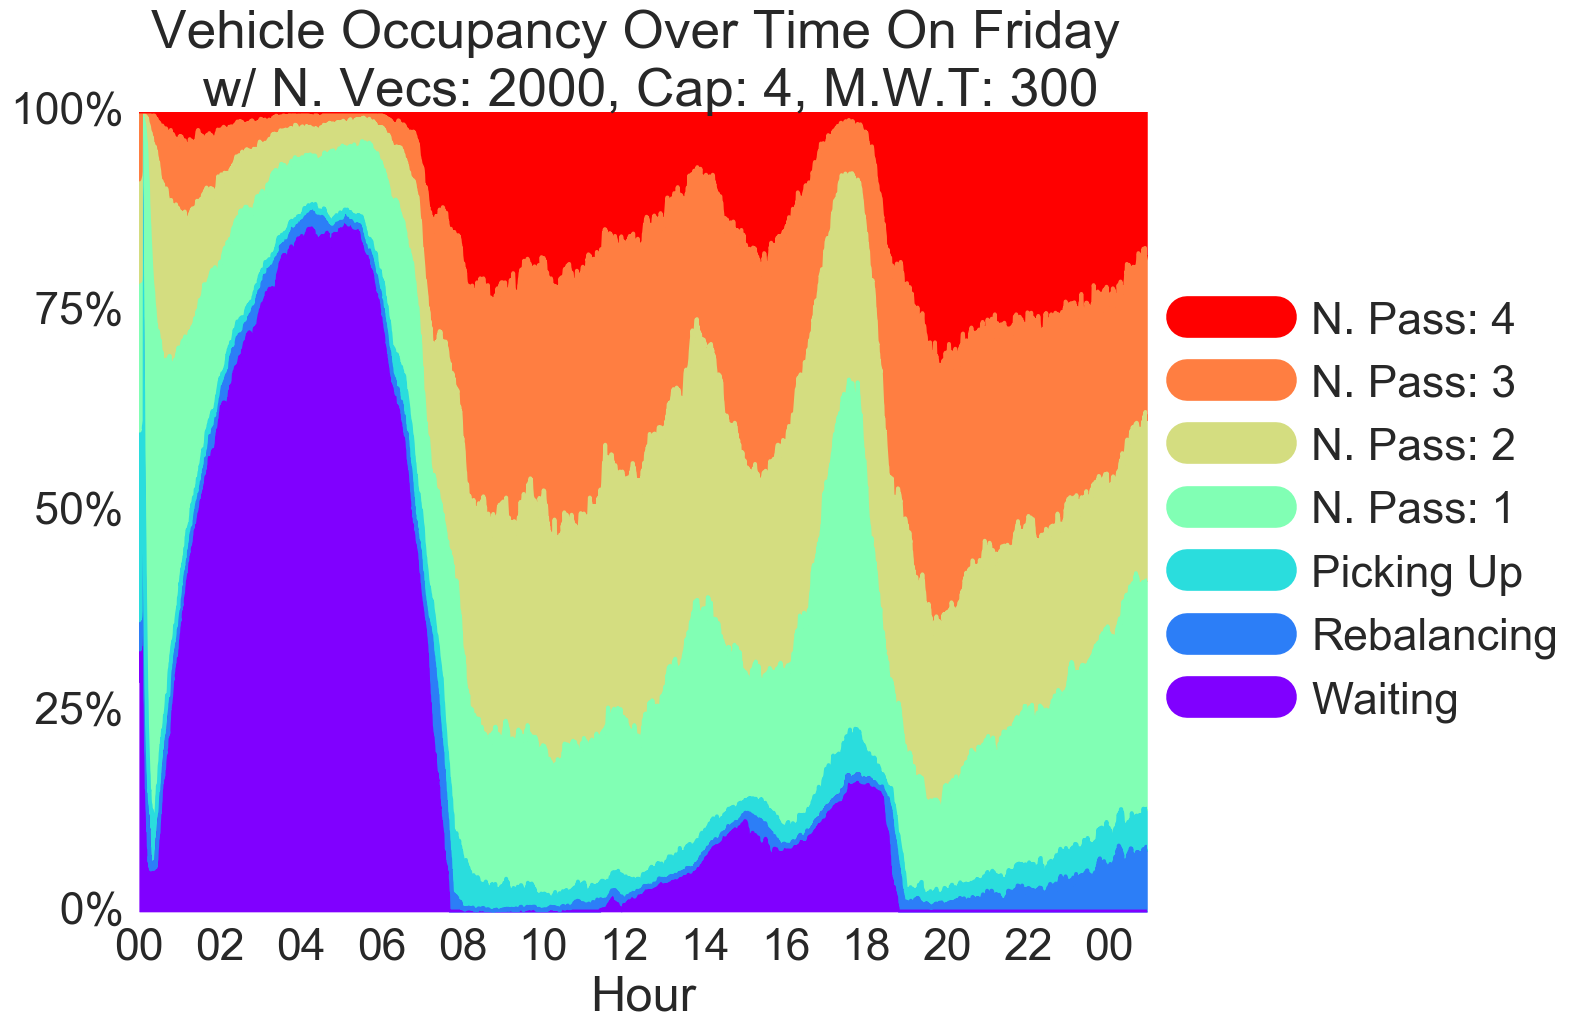 Vehicle Occupancy Over Time On Friday
w/ N. Vecs: 2000, Cap: 4, M.W.T: 300
100%
75%
50%
25%
0%
00 02 04 06 08 10 12 14 16 18 20 22 00
Hour
N. Pass: 4
N. Pass: 3
N. Pass: 2
N. Pass: 1
Picking Up
Rebalancing
Waiting